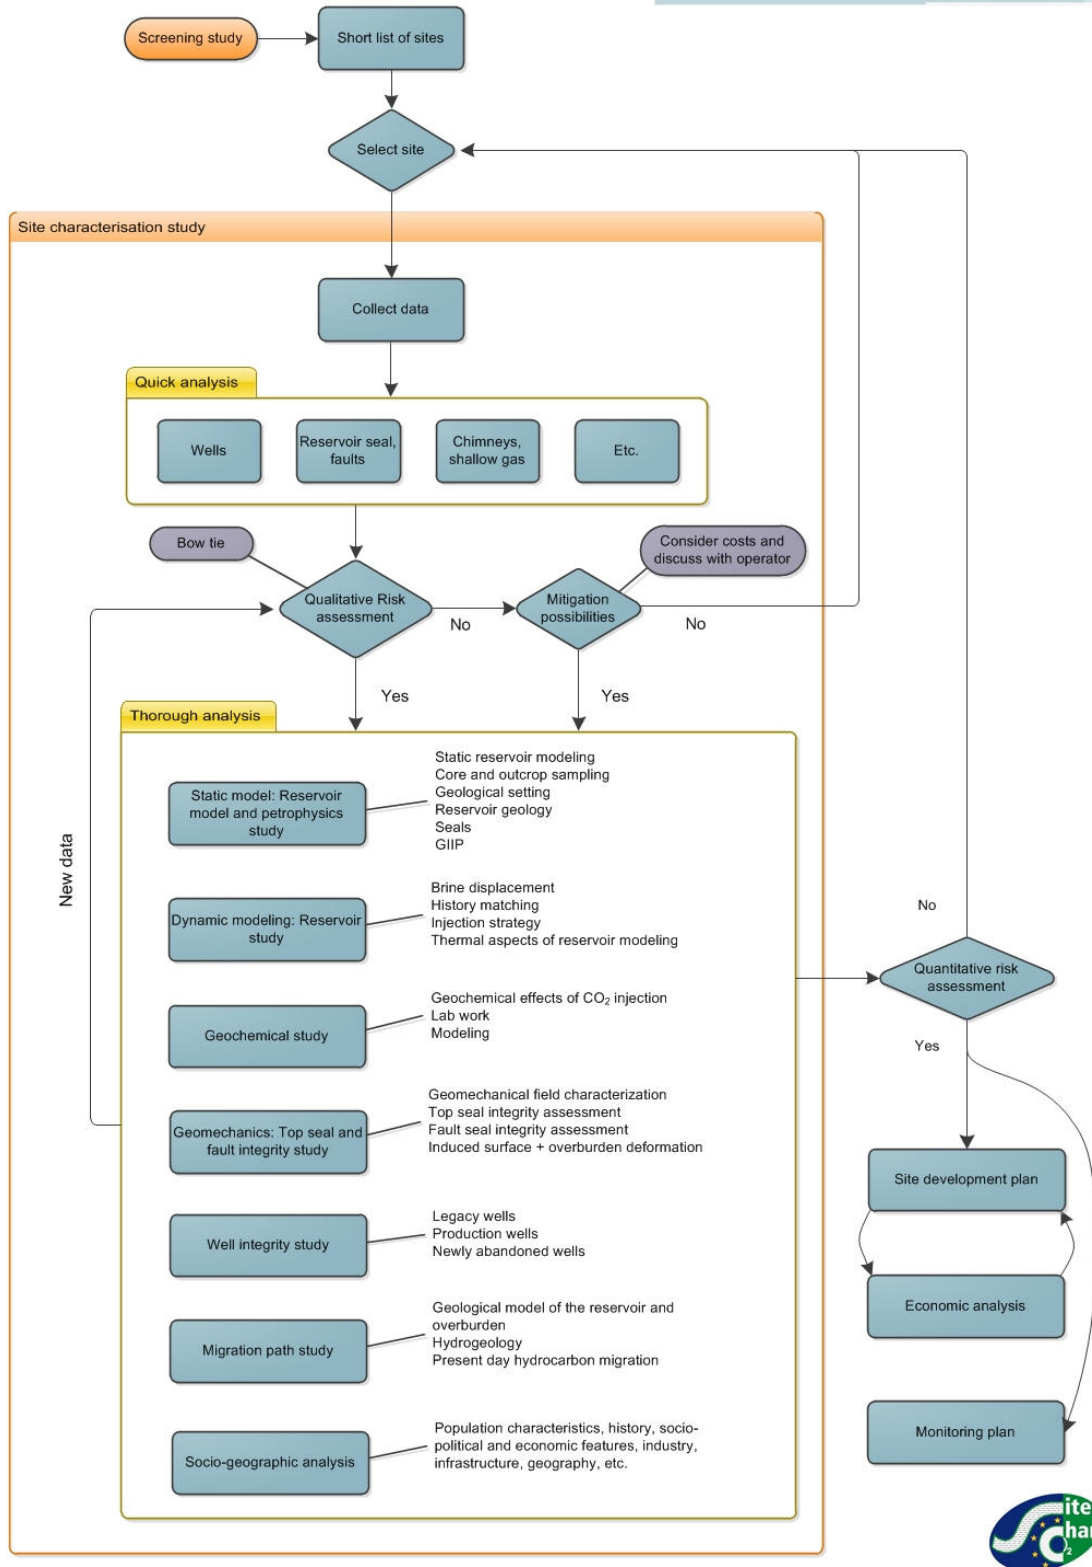 Screening study
Short list of sites
Select site
Site characterisation study
Collect data
Quick analysis
Wells
Reservoir seal,
faults
Chimneys,
shallow gas
Etc.
Bow tie
Consider costs and
discuss with operator
Qualitative Risk
assessment
No
Mitigation
possibilities
No
Yes
Yes
Thorough analysis
Static model: Reservoir
model and petrophysics
study
Static reservoir modeling
Core and outcrop sampling
Geological setting
Reservoir geology
Seals
GIIP
New data
Dynamic modeling: Reservoir
study
Brine displacement
History matching
Injection strategy
Thermal aspects of reservoir modeling
Geochemical study
Geochemical effects of CO₂ injection
Lab work
Modeling
Geomechanics: Top seal and
fault integrity study
Geomechanical field characterization
Top seal integrity assessment
Fault seal integrity assessment
Induced surface + overburden deformation
Well integrity study
Legacy wells
Production wells
Newly abandoned wells
Migration path study
Geological model of the reservoir and
overburden
Hydrogeology
Present day hydrocarbon migration
Socio-geographic analysis
Population characteristics, history, socio-
political and economic features, industry,
infrastructure, geography, etc.
No
Quantitative risk
assessment
Yes
Site development plan
Economic analysis
Monitoring plan